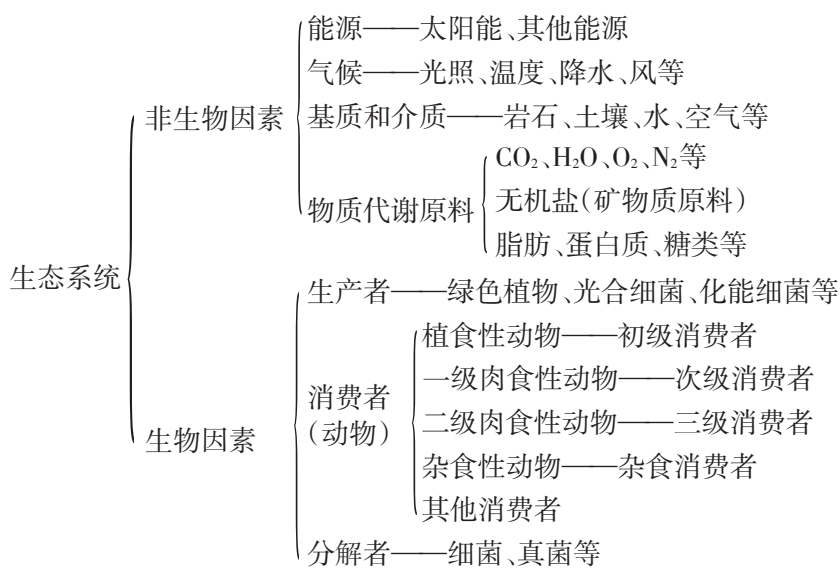 能源——太阳能、其他能源
气候——光照、温度、降水、风等
非生物因素
基质和介质——岩石、土壤、水、空气等
CO₂、H₂O、O₂、N₂等
物质代谢原料
无机盐(矿物质原料)
脂肪、蛋白质、糖类等
生态系统
生产者——绿色植物、光合细菌、化能细菌等
植食性动物——初级消费者
一级肉食性动物——次级消费者
消费者
(动物)
二级肉食性动物——三级消费者
生物因素
杂食性动物——杂食消费者
其他消费者
分解者——细菌、真菌等